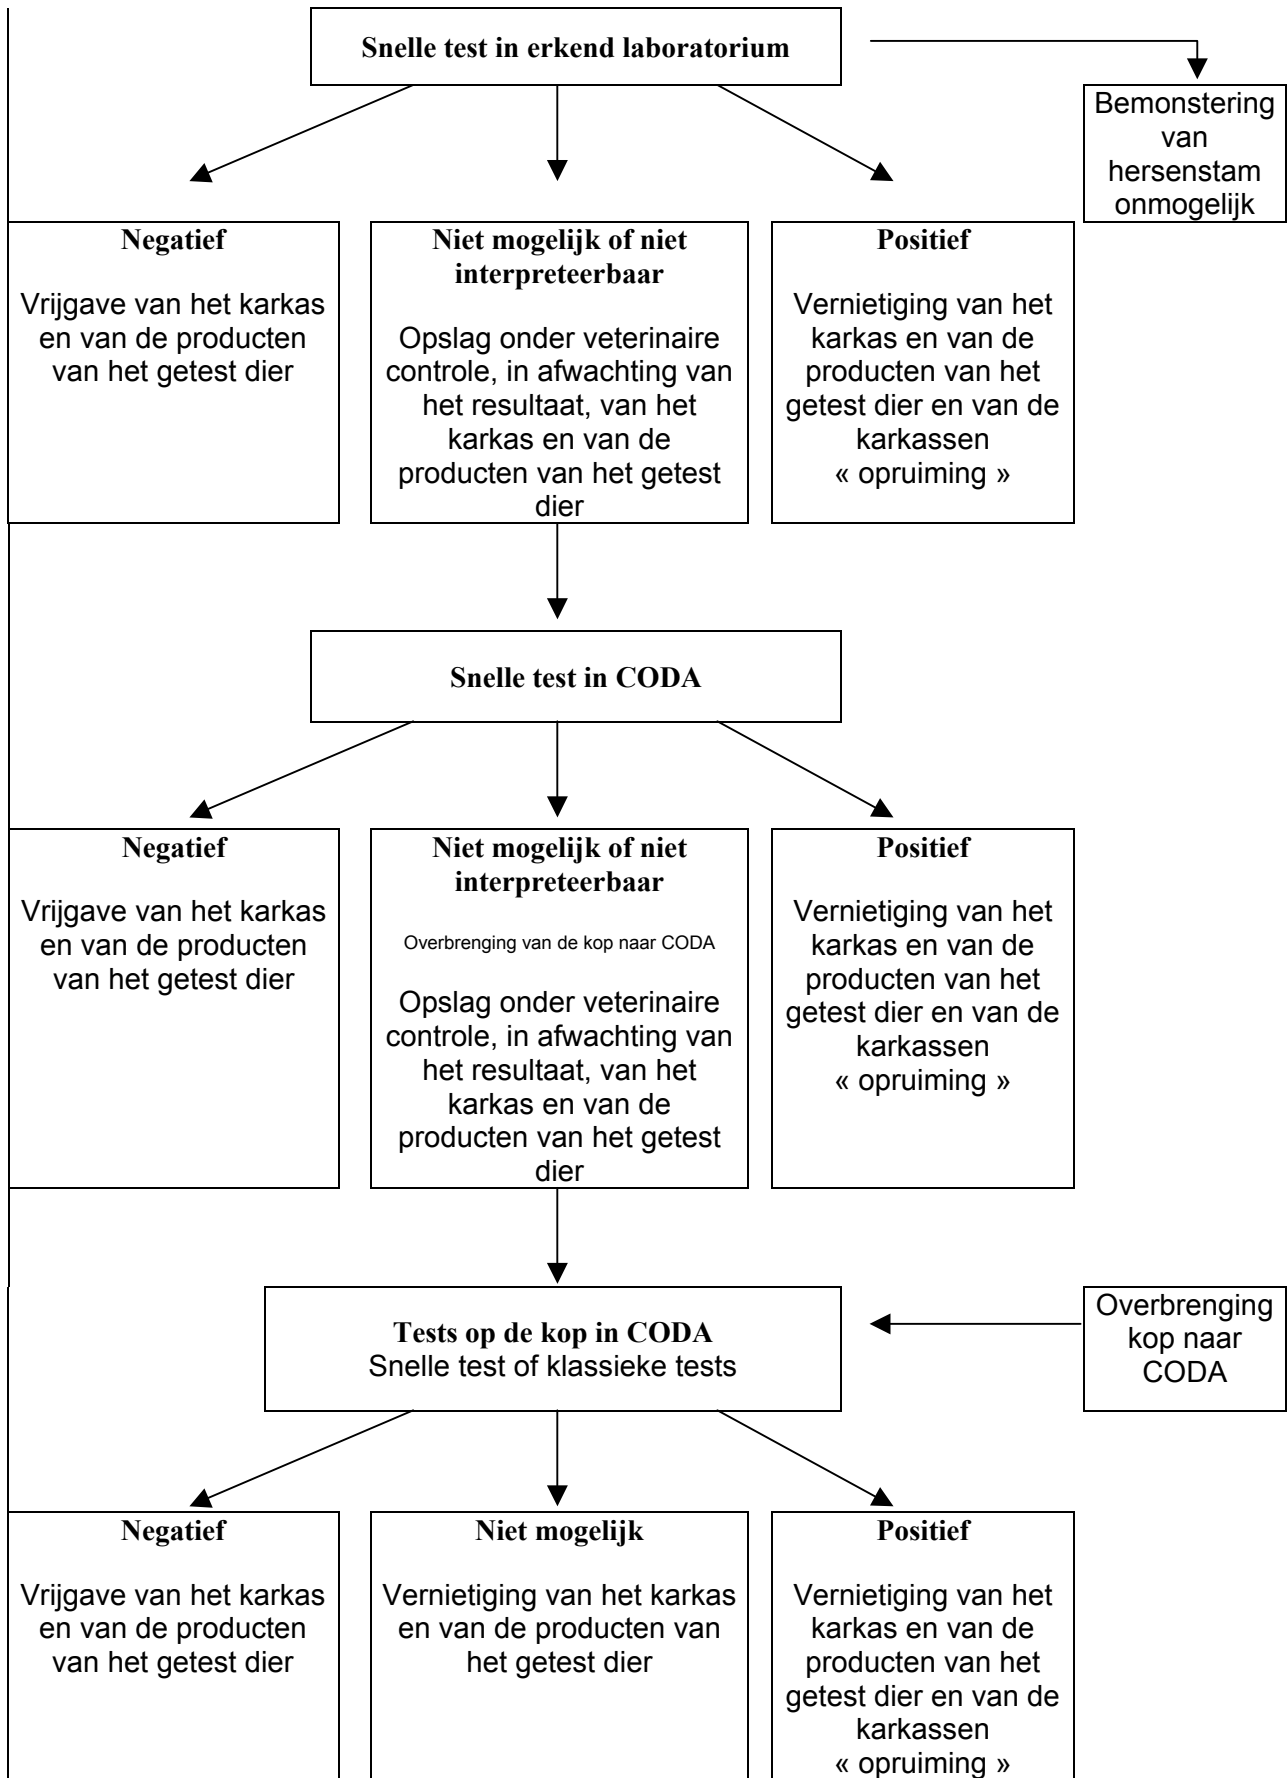 Snelle test in erkend laboratorium
Bemonstering
van
hersenstam
onmogelijk
Negatief
Vrijgave van het karkas
en van de producten
van het getest dier
Niet mogelijk of niet
interpreteerbaar
Opslag onder veterinaire
controle, in afwachting van
het resultaat, van het
karkas en van de
producten van het getest
dier
Positief
Vernietiging van het
karkas en van de
producten van het
getest dier en van de
karkassen
« opruiming »
Snelle test in CODA
Negatief
Vrijgave van het karkas
en van de producten
van het getest dier
Niet mogelijk of niet
interpreteerbaar
Overbrenging van de kop naar CODA
Opslag onder veterinaire
controle, in afwachting van
het resultaat, van het
karkas en van de
producten van het getest
dier
Positief
Vernietiging van het
karkas en van de
producten van het
getest dier en van de
karkassen
« opruiming »
Tests op de kop in CODA
Snelle test of klassieke tests
Overbrenging
kop naar
CODA
Negatief
Vrijgave van het karkas
en van de producten
van het getest dier
Niet mogelijk
Vernietiging van het karkas
en van de producten van
het getest dier
Positief
Vernietiging van het
karkas en van de
producten van het
getest dier en van de
karkassen
« opruiming »